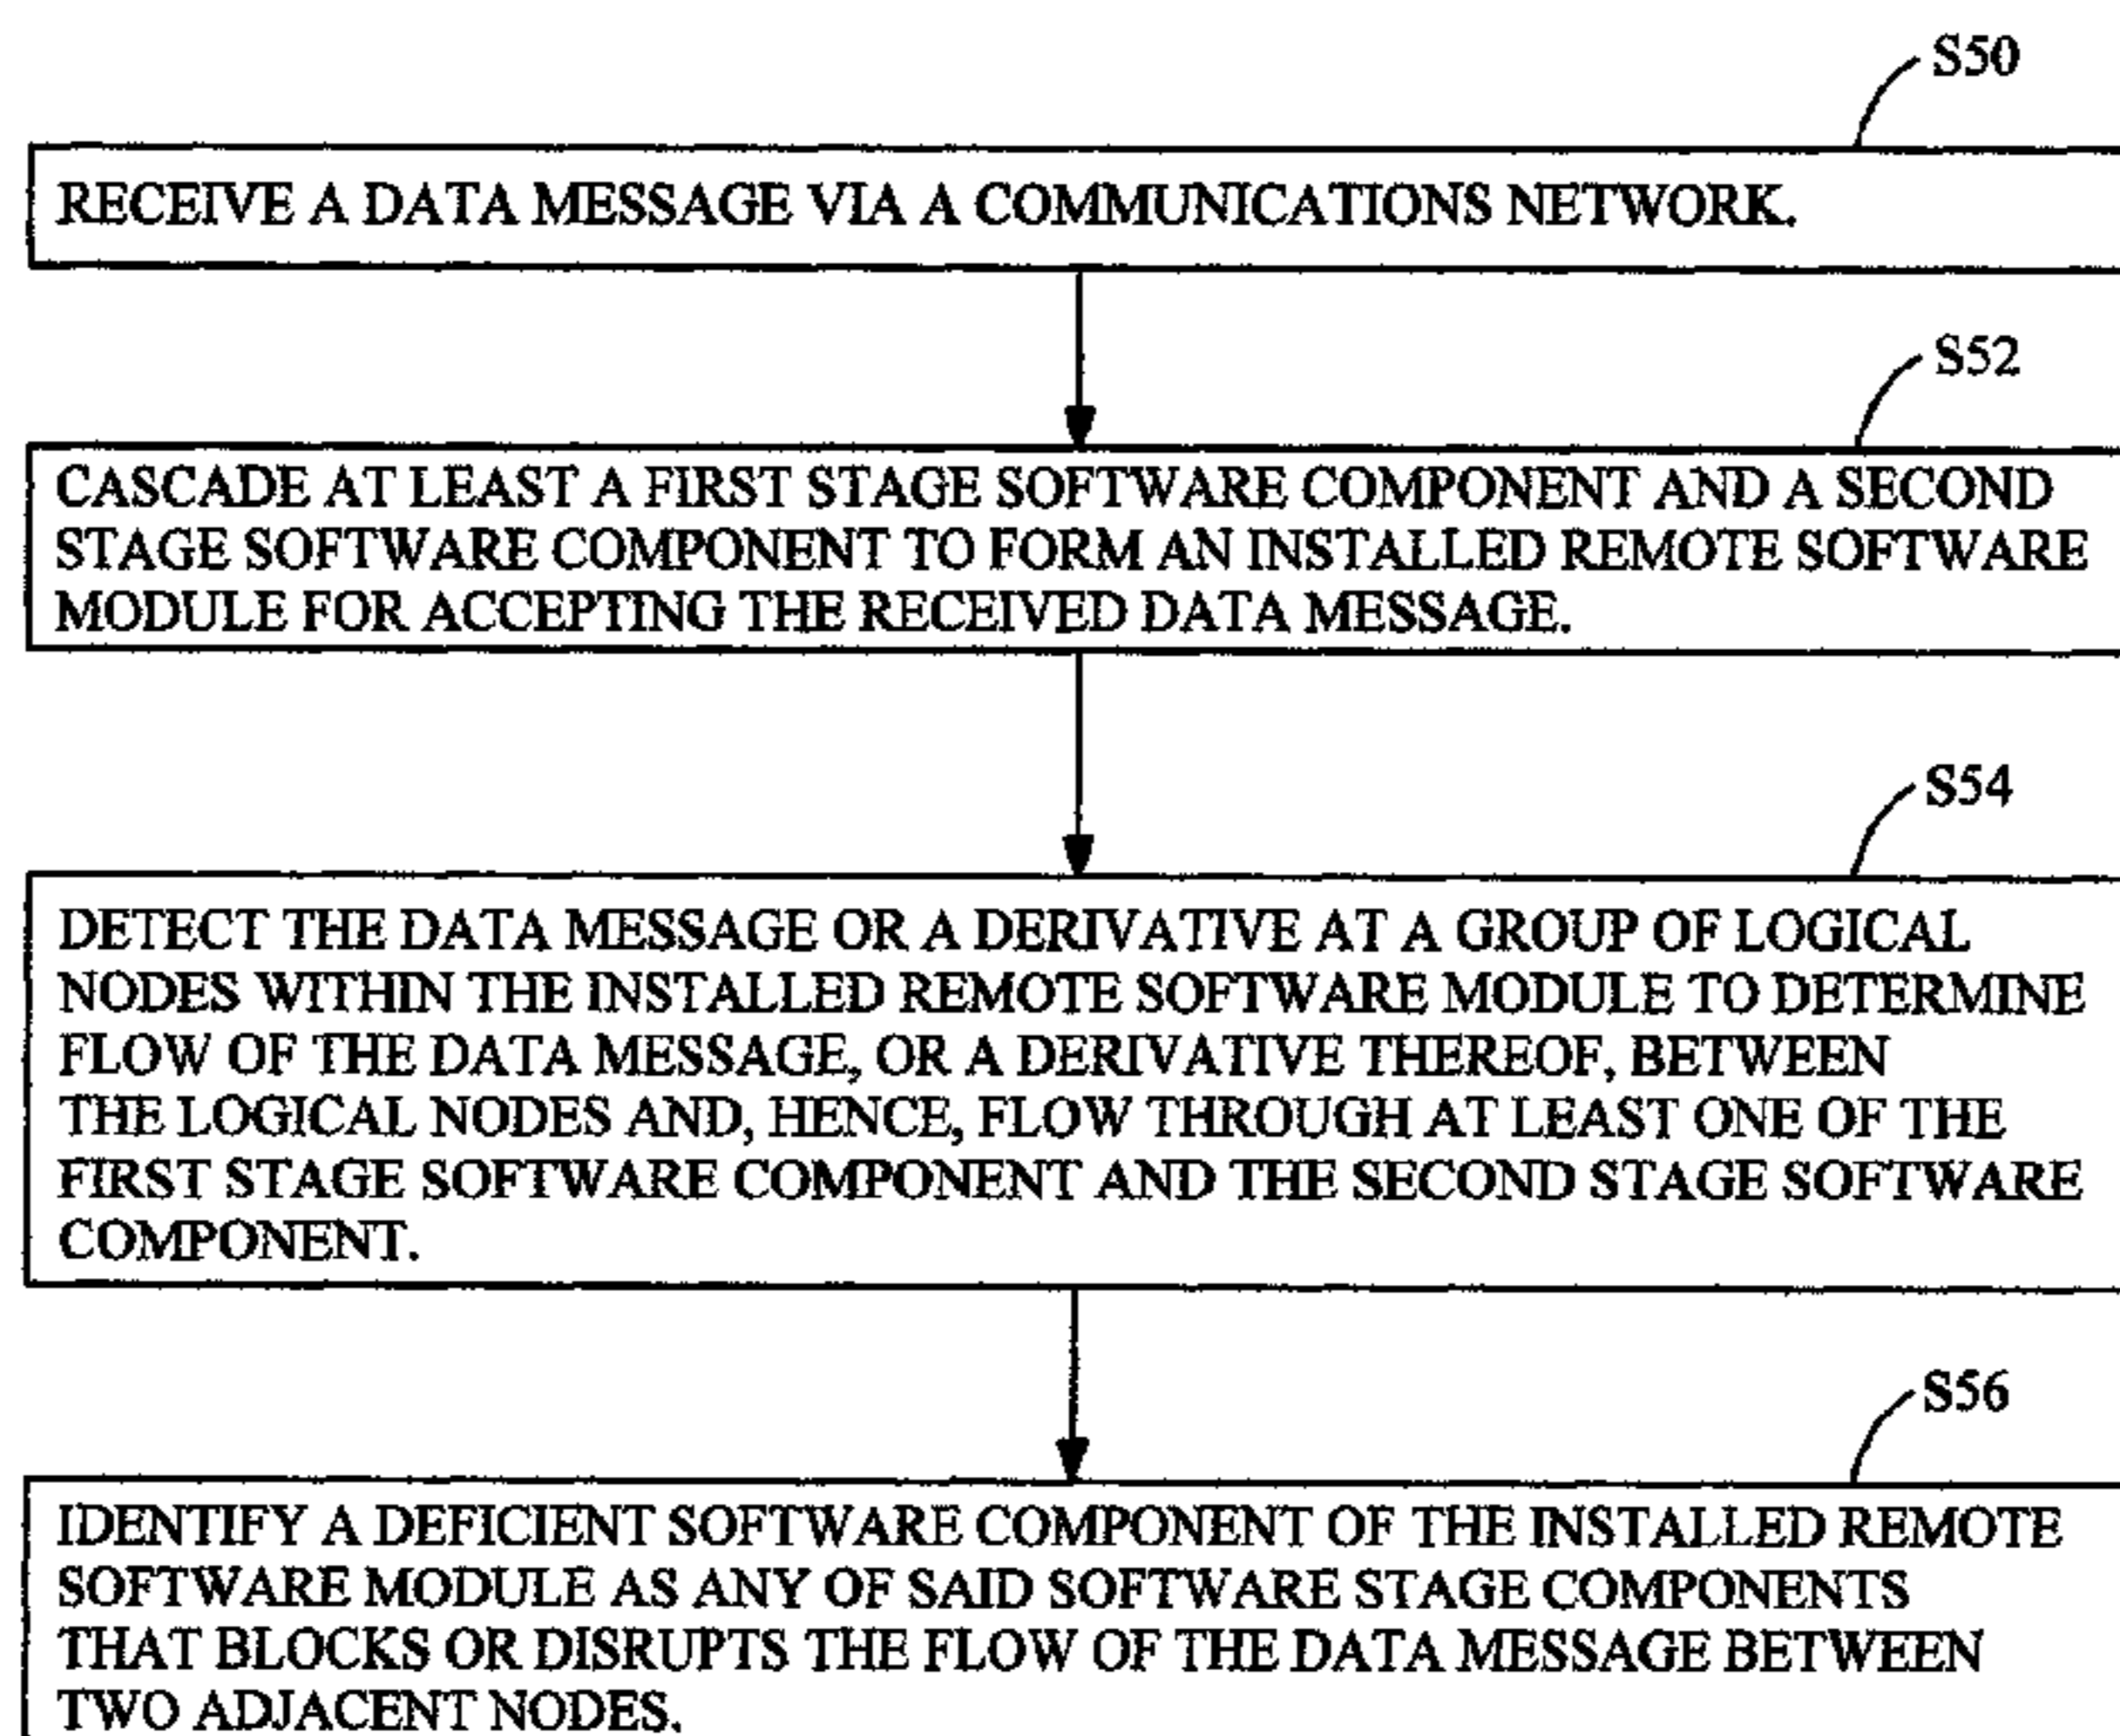 S50
RECEIVE A DATA MESSAGE VIA A COMMUNICATIONS NETWORK.
S52
CASCADE AT LEAST A FIRST STAGE SOFTWARE COMPONENT AND A SECOND
STAGE SOFTWARE COMPONENT TO FORM AN INSTALLED REMOTE SOFTWARE
MODULE FOR ACCEPTING THE RECEIVED DATA MESSAGE.
S54
DETECT THE DATA MESSAGE OR A DERIVATIVE AT A GROUP OF LOGICAL
NODES WITHIN THE INSTALLED REMOTE SOFTWARE MODULE TO DETERMINE
FLOW OF THE DATA MESSAGE, OR A DERIVATIVE THEREOF, BETWEEN
THE LOGICAL NODES AND, HENCE, FLOW THROUGH AT LEAST ONE OF THE
FIRST STAGE SOFTWARE COMPONENT AND THE SECOND STAGE SOFTWARE
COMPONENT.
S56
IDENTIFY A DEFICIENT SOFTWARE COMPONENT OF THE INSTALLED REMOTE
SOFTWARE MODULE AS ANY OF SAID SOFTWARE STAGE COMPONENTS
THAT BLOCKS OR DISRUPTS THE FLOW OF THE DATA MESSAGE BETWEEN
TWO ADJACENT NODES.